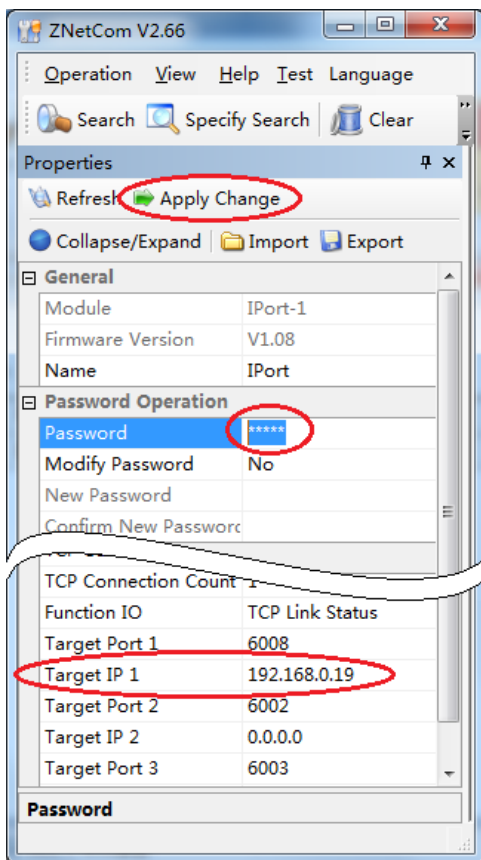 ZNetCom V2.66
Operation View Help Test Language
Search Specify Search Clear
Properties
Refresh Apply Change
Collapse/Expand Import Export
General
Module IPort-1
Firmware Version V1.08
Name IPort
Password Operation
Password *****
Modify Password No
New Password
Confirm New Passworc
TCP Connection Count
Function IO TCP Link Status
Target Port 1 6008
Target IP 1 192.168.0.19
Target Port 2 6002
Target IP 2 0.0.0.0
Target Port 3 6003
Password